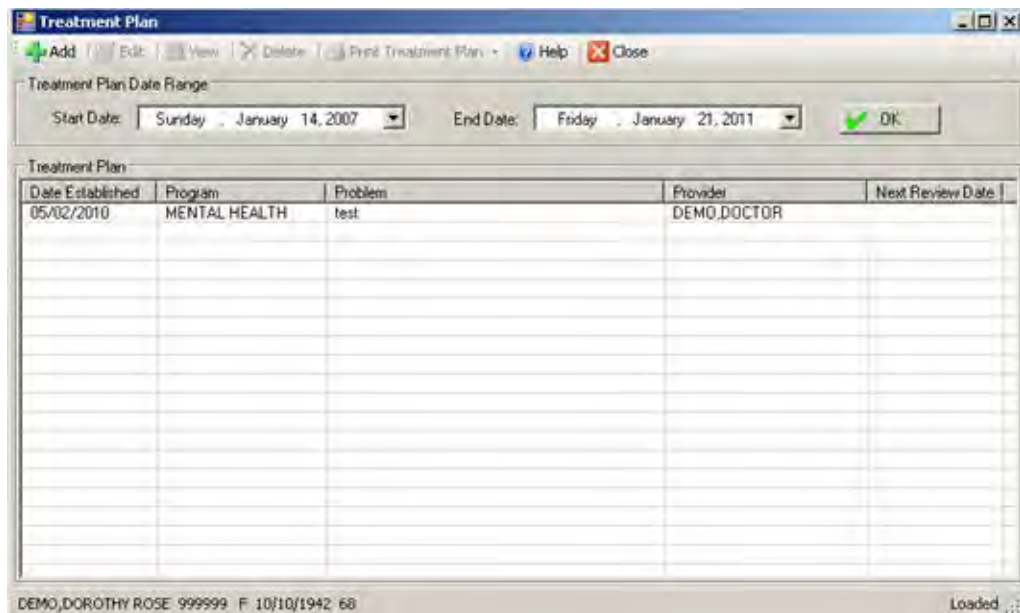 Treatment Plan
Add Edit View Delete Print Treatment Plan Help Close
Treatment Plan Date Range
Start Date: Sunday , January 14, 2007 End Date: Friday , January 21, 2011 OK
Treatment Plan
Date Established Program Problem Provider Next Review Date
05/02/2010 MENTAL HEALTH test DEMO,DOCTOR
DEMO,DOROTHY ROSE 999999 F 10/10/1942 68 Loaded